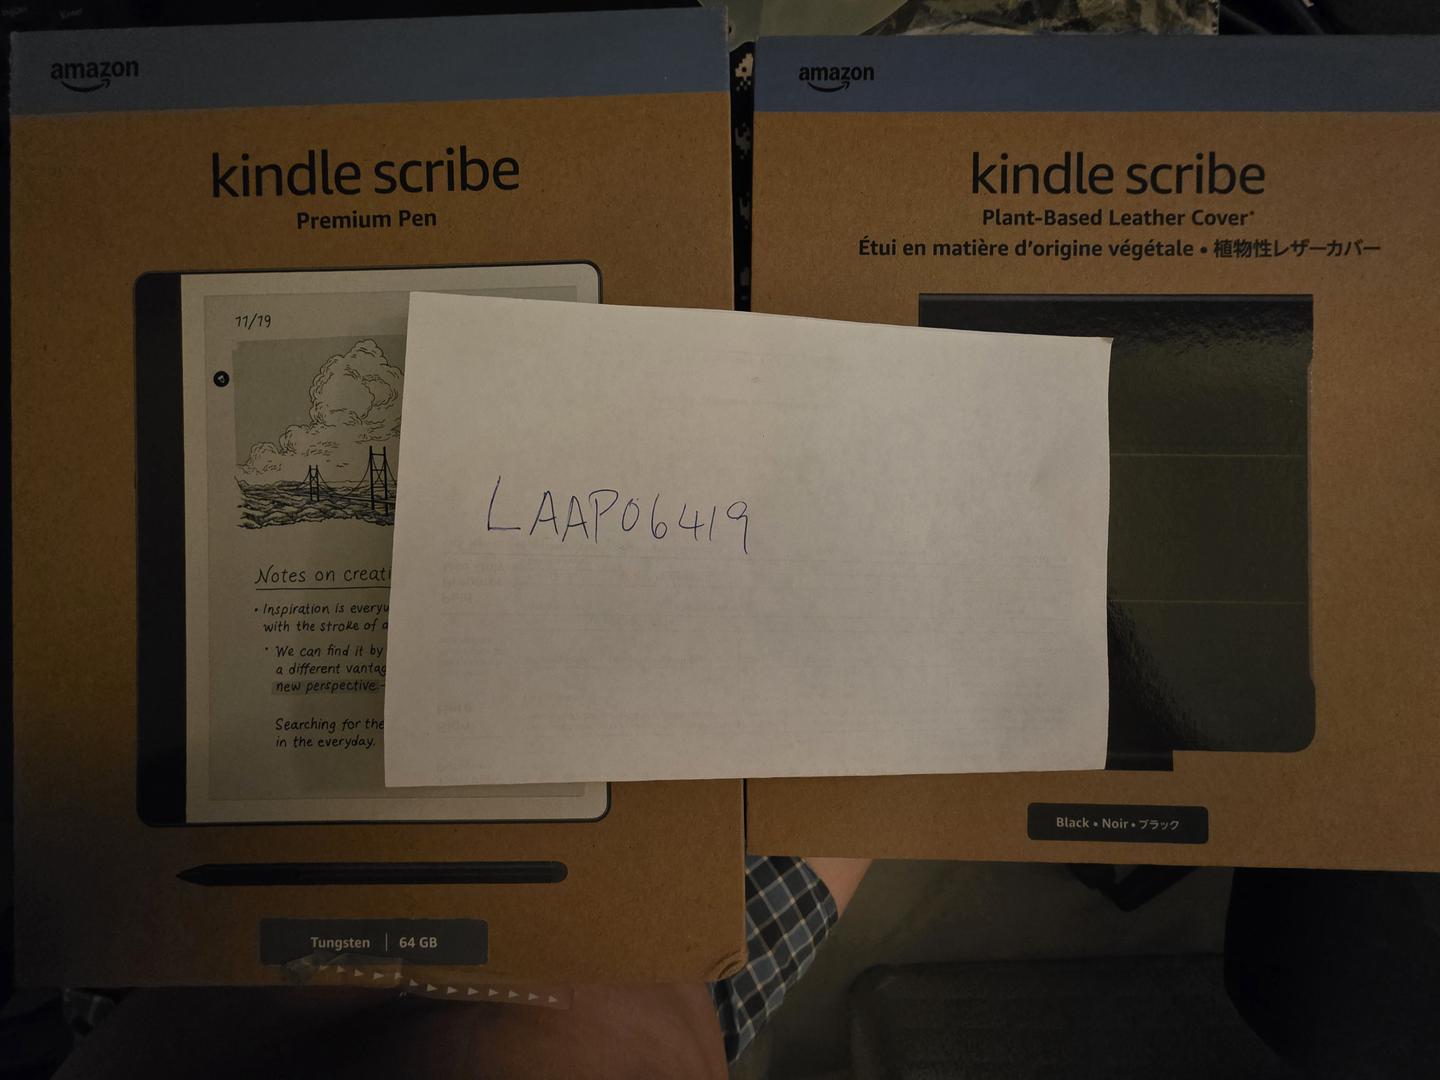 amazon
kindle scribe
Premium Pen
11/19
Notes on creati
• Inspiration is everyw
with the stroke of a
• We can find it by
a different vantag
new perspective-
Searching for the
in the everyday.
Tungsten | 64 GB
LAAP06419
amazon
kindle scribe
Plant-Based Leather Cover*
Étui en matière d'origine végétale • 植物性レザーカバー
Black • Noir • ブラック